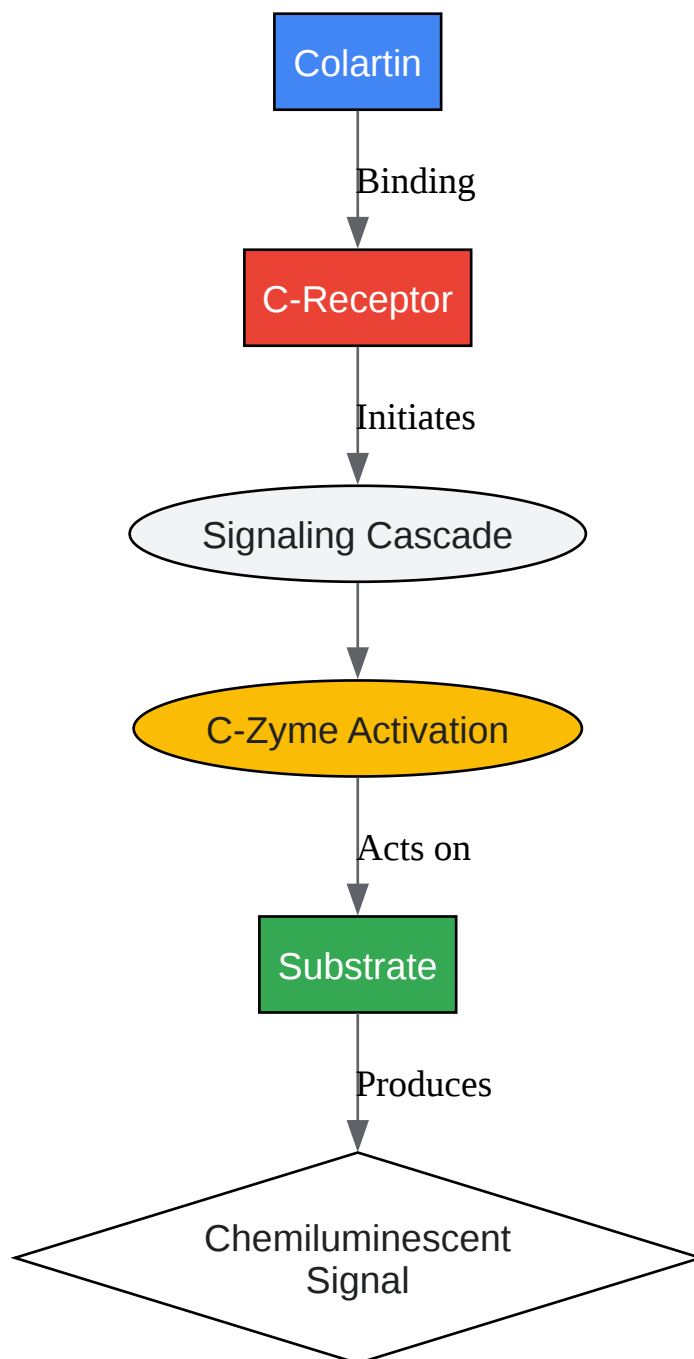 Colartin
Binding
C-Receptor
Initiates
Signaling Cascade
C-Zyme Activation
Acts on
Substrate
Produces
Chemiluminescent
Signal